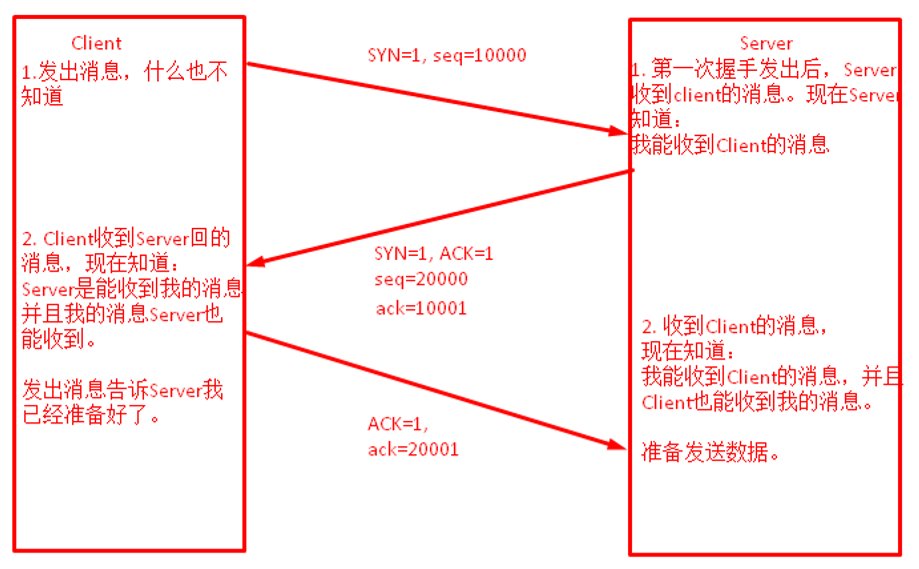 Client
1.发出消息，什么也不
知道
SYN=1, seq=10000
Server
1. 第一次握手发出后，Server
收到client的消息。现在Server
知道：
我能收到Client的消息
2. Client收到Server回的
消息，现在知道：
Server是能收到我的消息
并且我的消息Server也
能收到。
发出消息告诉Server我
已经准备好了。
SYN=1, ACK=1
seq=20000
ack=10001
ACK=1,
ack=20001
2. 收到Client的消息，
现在知道：
我能收到Client的消息，并且
Client也能收到我的消息。
准备发送数据。